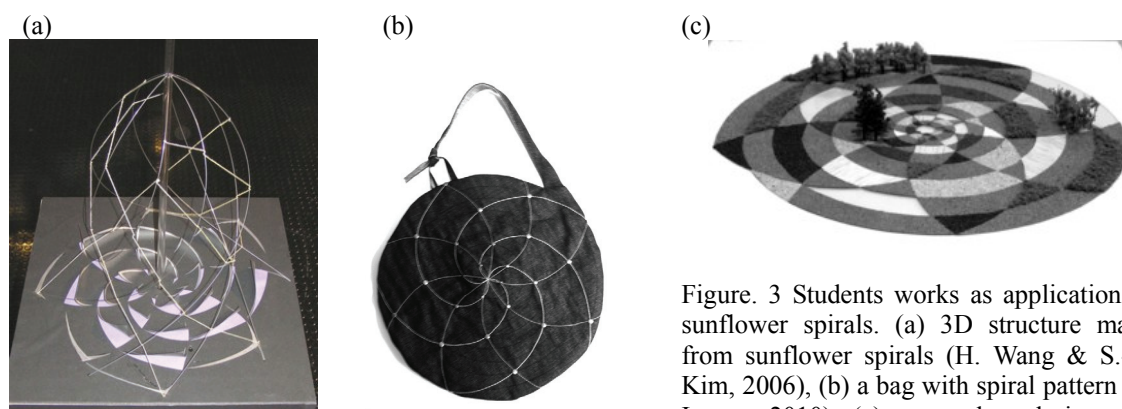 (a) (b) (c)
Figure. 3 Students works as application
sunflower spirals. (a) 3D structure ma
from sunflower spirals (H. Wang & S.
Kim, 2006), (b) a bag with spiral pattern